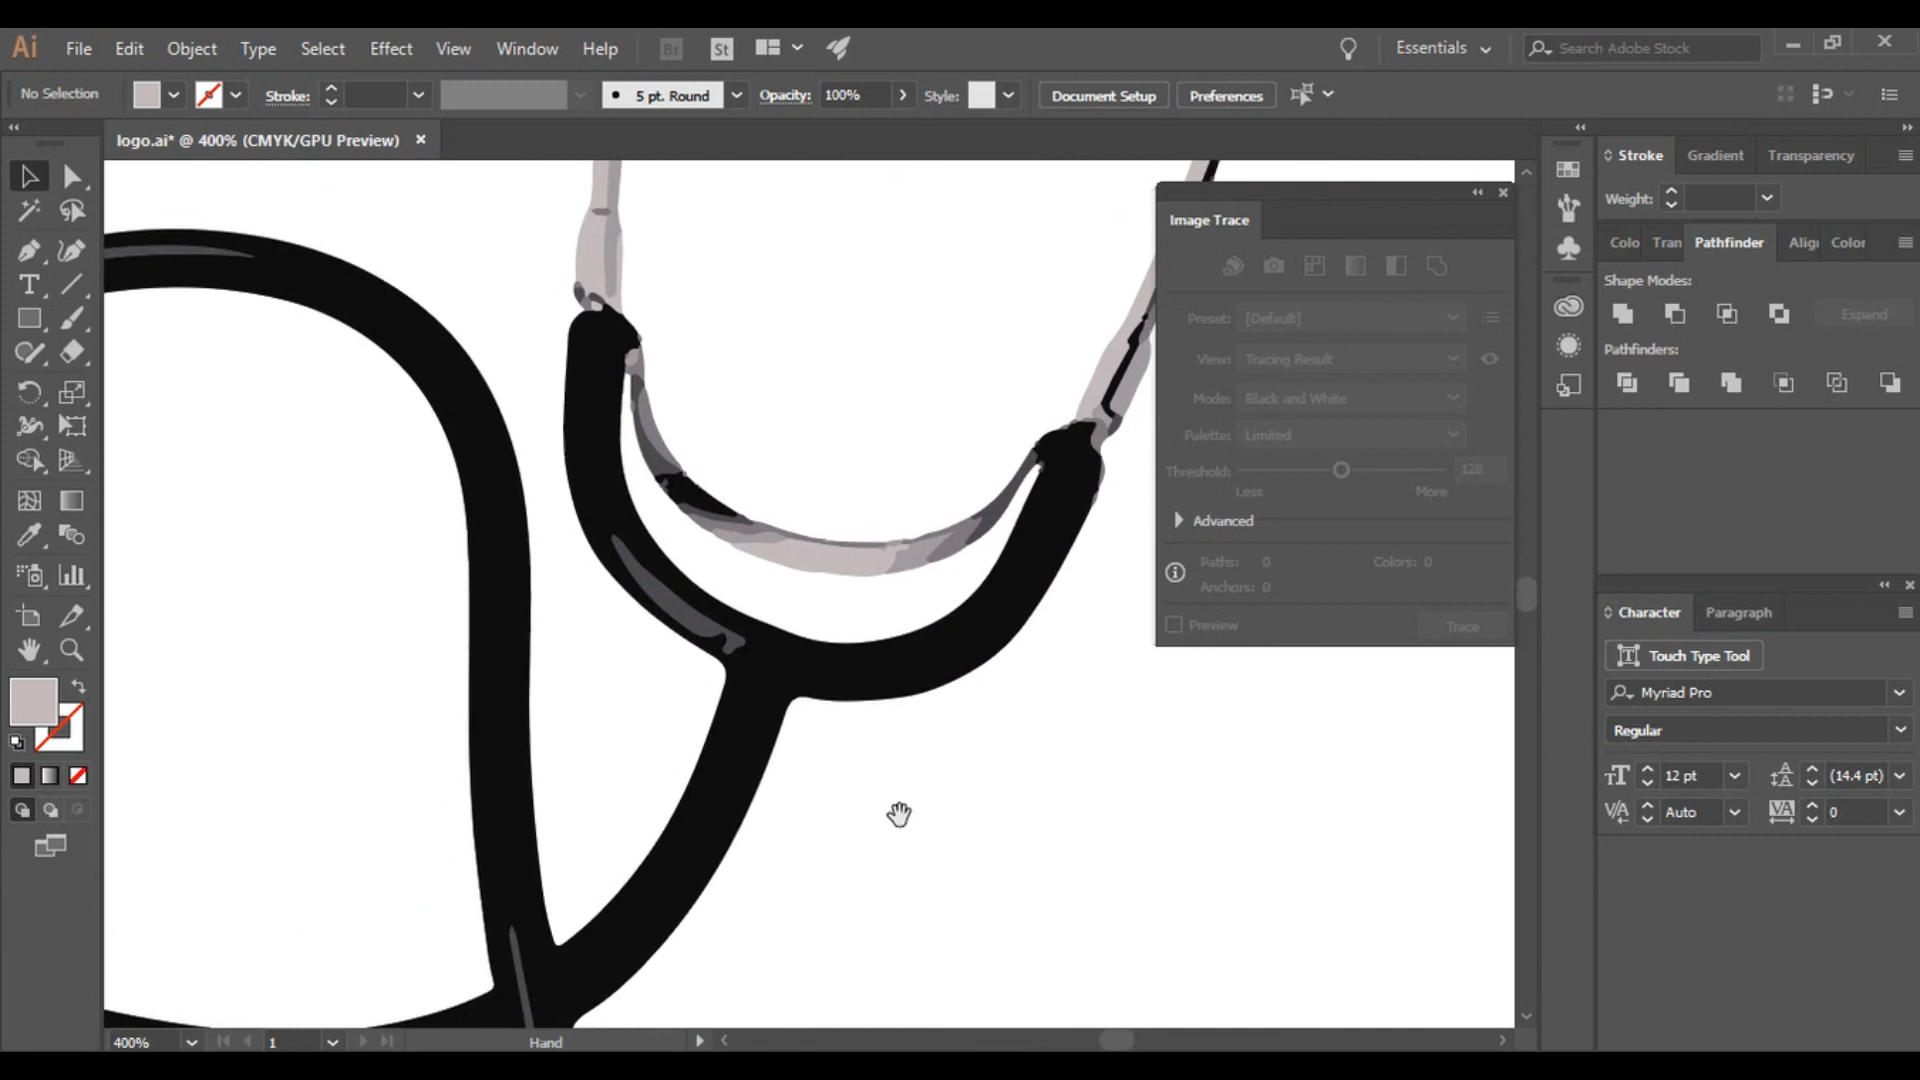 Ai File Edit Object Type Select Effect View Window Help Br St Essentials Search Adobe Stock
No Selection Stroke: 5 pt. Round Opacity: 100% Style: Document Setup Preferences
logo.ai* @ 400% (CMYK/GPU Preview)
Image Trace
Preset: [Default]
View: Tracing Result
Mode: Black and White
Palette: Limited
Threshold: 128
Less More
Advanced
Paths: 0 Colors: 0
Anchors: 0
Preview Trace
Stroke Gradient Transparency
Weight:
Colo Tran Pathfinder Align Color
Shape Modes:
Expand
Pathfinders:
Character Paragraph
Touch Type Tool
Myriad Pro
Regular
12 pt (14.4 pt)
Auto 0
400% 1 Hand